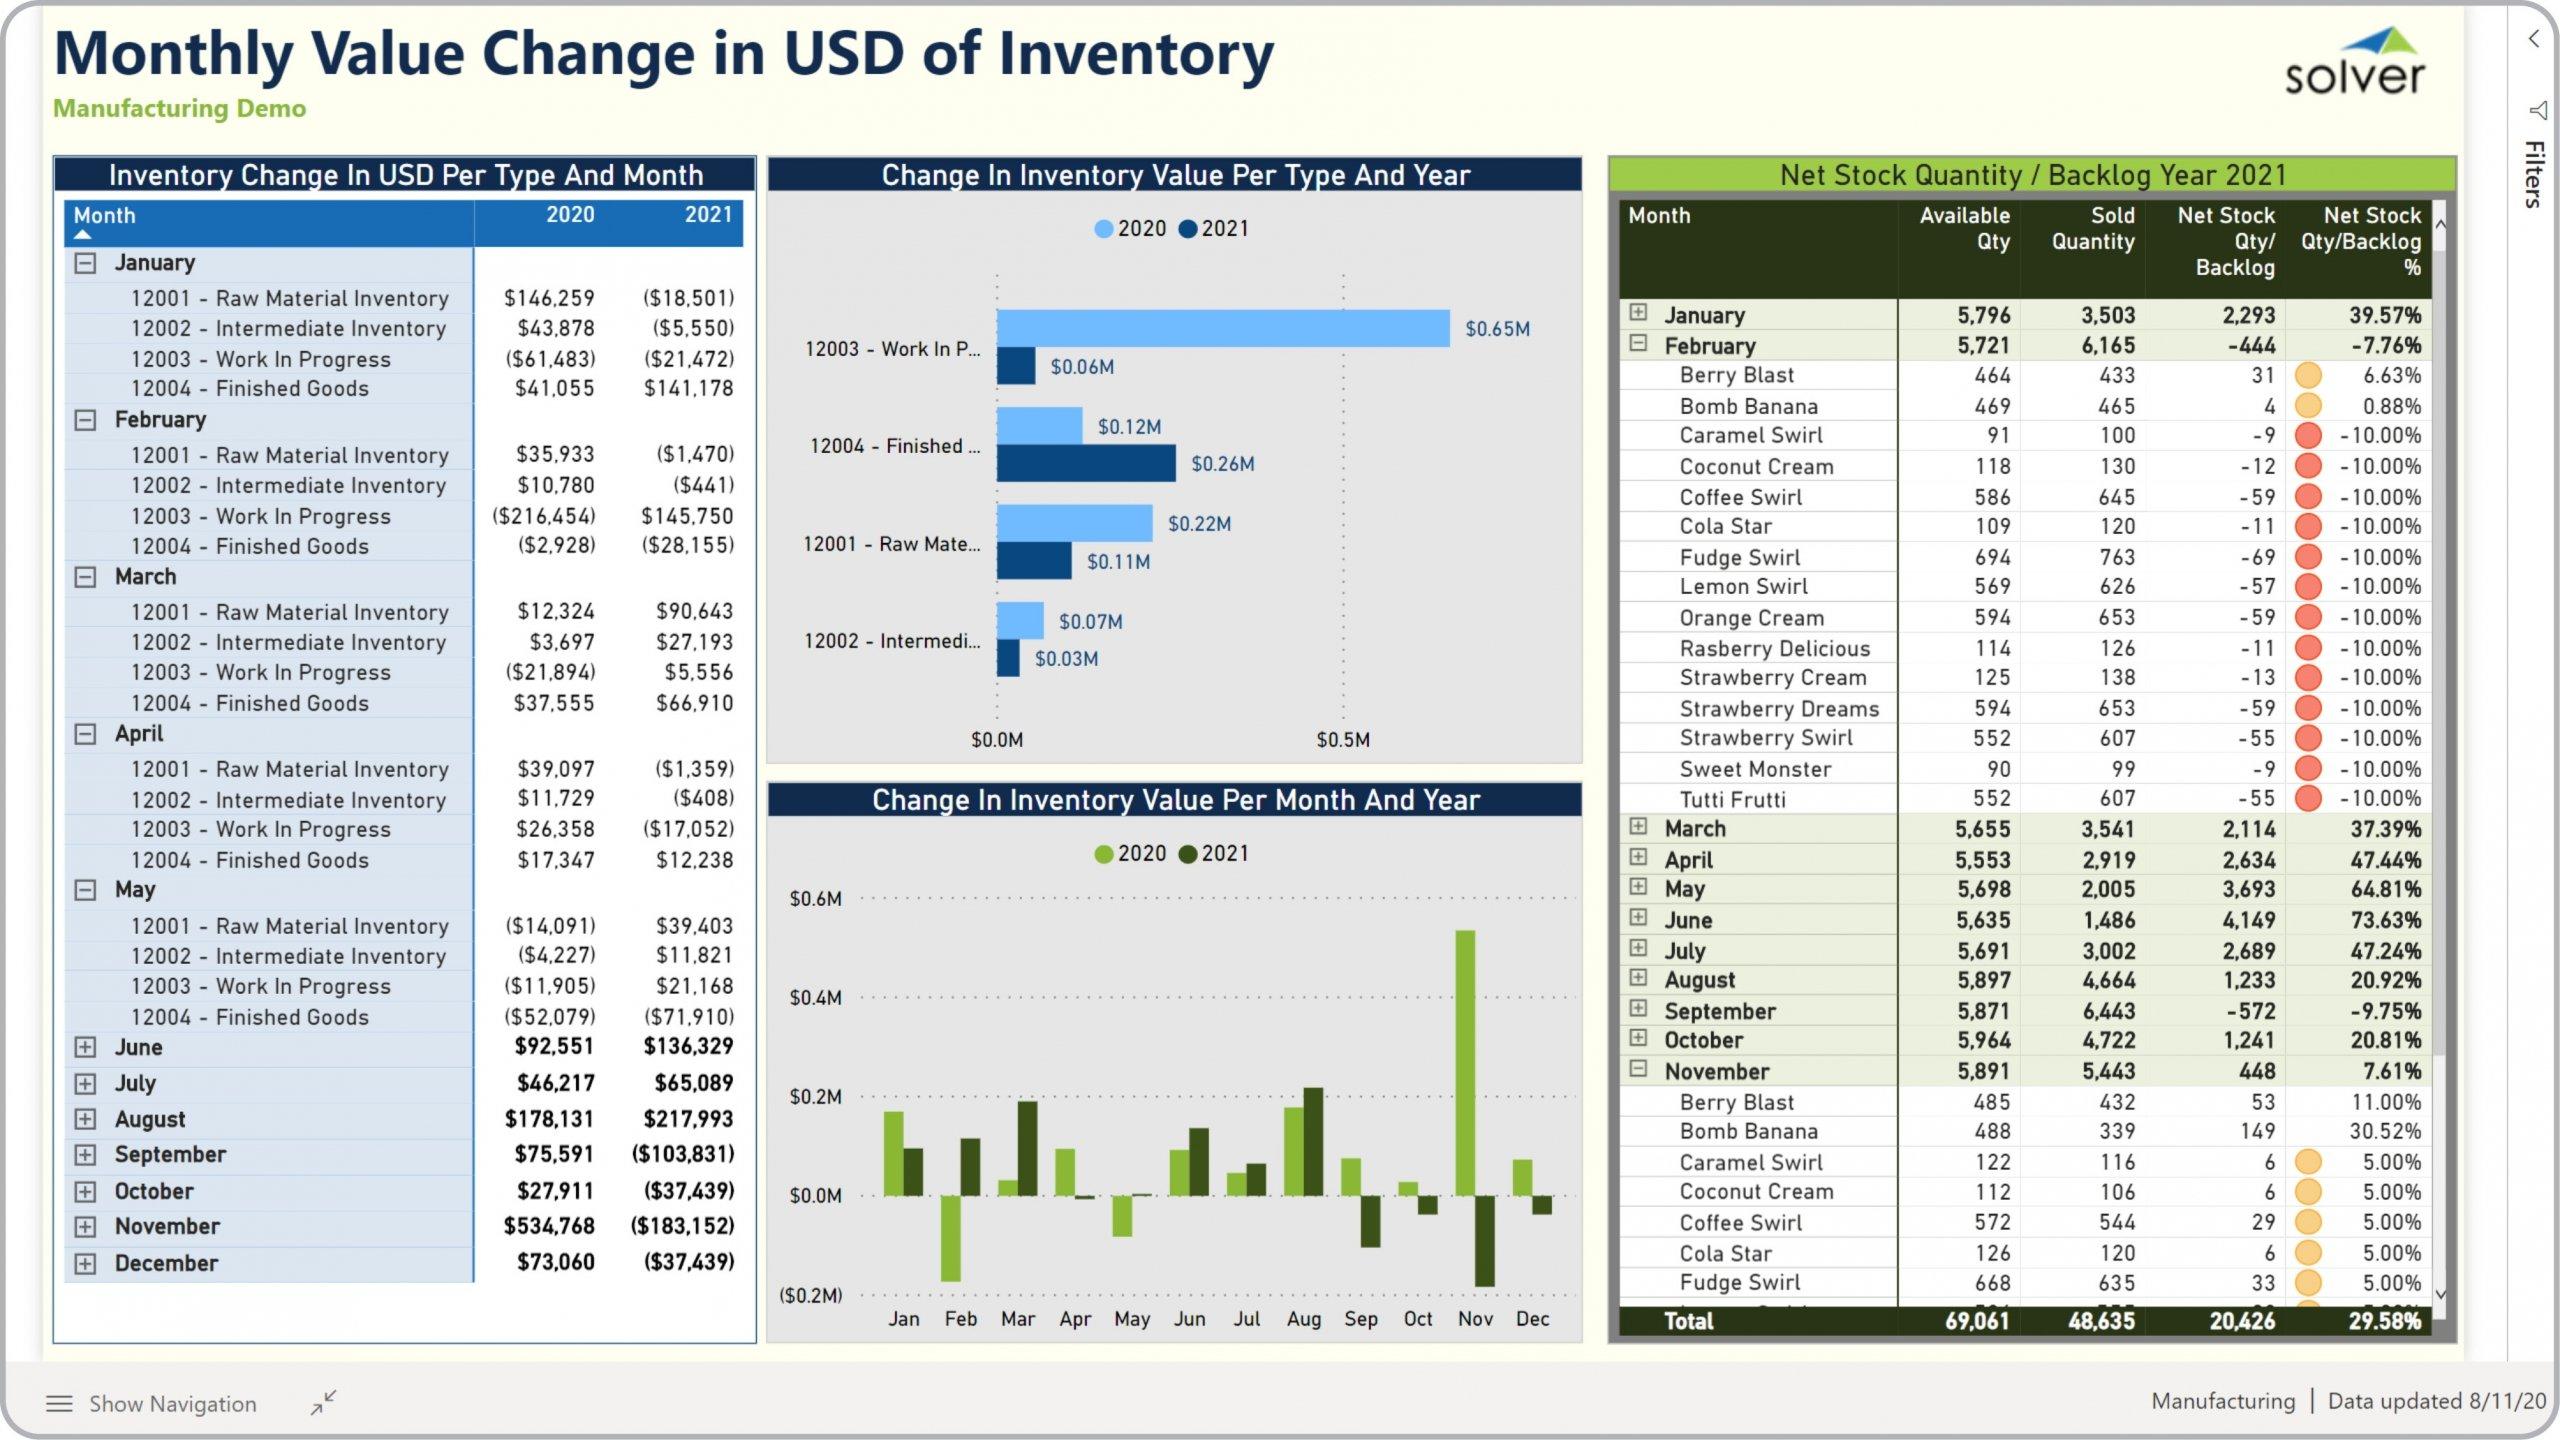 Monthly Value Change in USD of Inventory
Manufacturing Demo
solver
Filters
Inventory Change In USD Per Type And Month
Month 2020 2021
January
12001 - Raw Material Inventory $146,259 ($18,501)
12002 - Intermediate Inventory $43,878 ($5,550)
12003 - Work In Progress ($61,483) ($21,472)
12004 - Finished Goods $41,055 $141,178
February
12001 - Raw Material Inventory $35,933 ($1,470)
12002 - Intermediate Inventory $10,780 ($441)
12003 - Work In Progress ($216,454) $145,750
12004 - Finished Goods ($2,928) ($28,155)
March
12001 - Raw Material Inventory $12,324 $90,643
12002 - Intermediate Inventory $3,697 $27,193
12003 - Work In Progress ($21,894) $5,556
12004 - Finished Goods $37,555 $66,910
April
12001 - Raw Material Inventory $39,097 ($1,359)
12002 - Intermediate Inventory $11,729 ($408)
12003 - Work In Progress $26,358 ($17,052)
12004 - Finished Goods $17,347 $12,238
May
12001 - Raw Material Inventory ($14,091) $39,403
12002 - Intermediate Inventory ($4,227) $11,821
12003 - Work In Progress ($11,905) $21,168
12004 - Finished Goods ($52,079) ($71,910)
June $92,551 $136,329
July $46,217 $65,089
August $178,131 $217,993
September $75,591 ($103,831)
October $27,911 ($37,439)
November $534,768 ($183,152)
December $73,060 ($37,439)
Change In Inventory Value Per Type And Year
2020 2021
12003 - Work In P... $0.65M
$0.06M
12004 - Finished ... $0.12M
$0.26M
12001 - Raw Mate... $0.22M
$0.11M
12002 - Intermedi... $0.07M
$0.03M
$0.0M $0.5M
Change In Inventory Value Per Month And Year
2020 2021
$0.6M
$0.4M
$0.2M
$0.0M
($0.2M)
Jan Feb Mar Apr May Jun Jul Aug Sep Oct Nov Dec
Net Stock Quantity / Backlog Year 2021
Month Available Sold Net Stock Net Stock
Qty Quantity Qty/ Qty/Backlog
Backlog %
January 5,796 3,503 2,293 39.57%
February 5,721 6,165 -444 -7.76%
Berry Blast 464 433 31 6.63%
Bomb Banana 469 465 4 0.88%
Caramel Swirl 91 100 -9 -10.00%
Coconut Cream 118 130 -12 -10.00%
Coffee Swirl 586 645 -59 -10.00%
Cola Star 109 120 -11 -10.00%
Fudge Swirl 694 763 -69 -10.00%
Lemon Swirl 569 626 -57 -10.00%
Orange Cream 594 653 -59 -10.00%
Rasberry Delicious 114 126 -11 -10.00%
Strawberry Cream 125 138 -13 -10.00%
Strawberry Dreams 594 653 -59 -10.00%
Strawberry Swirl 552 607 -55 -10.00%
Sweet Monster 90 99 -9 -10.00%
Tutti Frutti 552 607 -55 -10.00%
March 5,655 3,541 2,114 37.39%
April 5,553 2,919 2,634 47.44%
May 5,698 2,005 3,693 64.81%
June 5,635 1,486 4,149 73.63%
July 5,691 3,002 2,689 47.24%
August 5,897 4,664 1,233 20.92%
September 5,871 6,443 -572 -9.75%
October 5,964 4,722 1,241 20.81%
November 5,891 5,443 448 7.61%
Berry Blast 485 432 53 11.00%
Bomb Banana 488 339 149 30.52%
Caramel Swirl 122 116 6 5.00%
Coconut Cream 112 106 6 5.00%
Coffee Swirl 572 544 29 5.00%
Cola Star 126 120 6 5.00%
Fudge Swirl 668 635 33 5.00%
Total 69,061 48,635 20,426 29.58%
Show Navigation
Manufacturing | Data updated 8/11/20